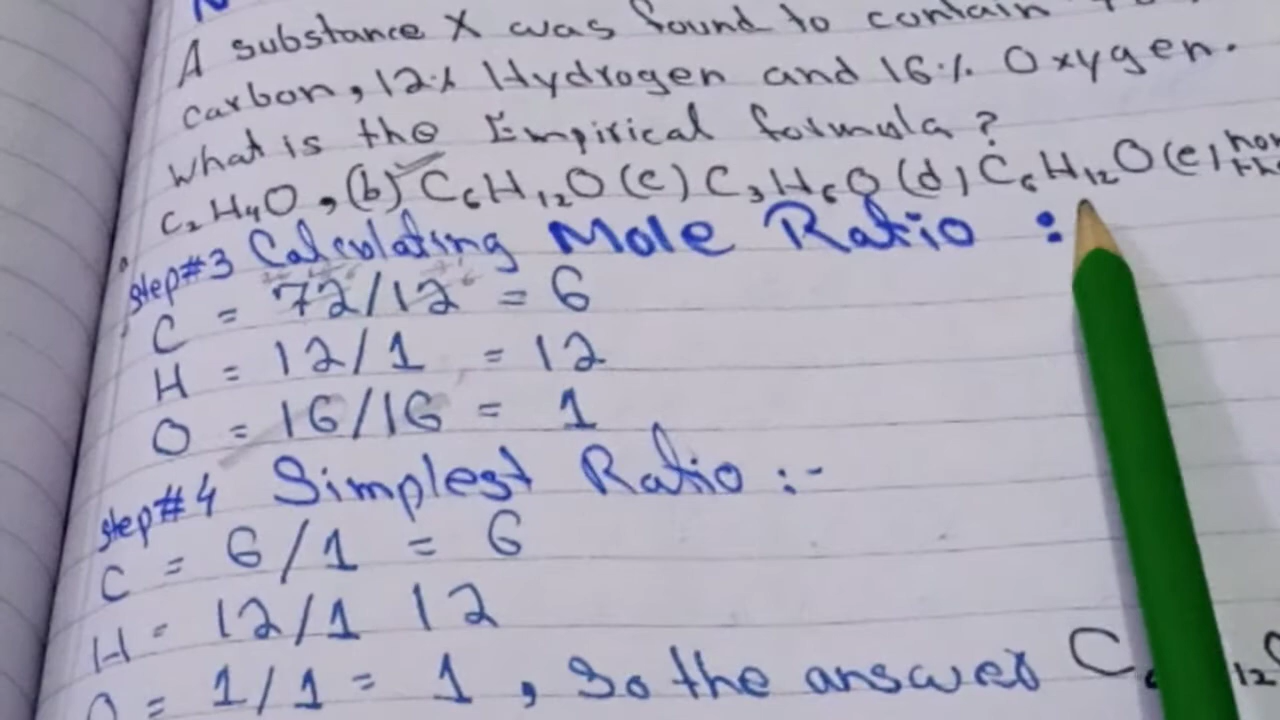 A substance X was found to contain
carbon, 12% Hydrogen and 16% Oxygen.
what is the Empirical formula?
C₂H₄O, (b) C₆H₁₂O (c) C₃H₆O (d) C₆H₁₂O (e)
Step#3 Calculating Mole Ratio :
C = 72/12 = 6
H = 12/1 = 12
O = 16/16 = 1
Step#4 Simplest Ratio :-
C = 6/1 = 6
H = 12/1 12
O = 1/1 = 1, So the answer C